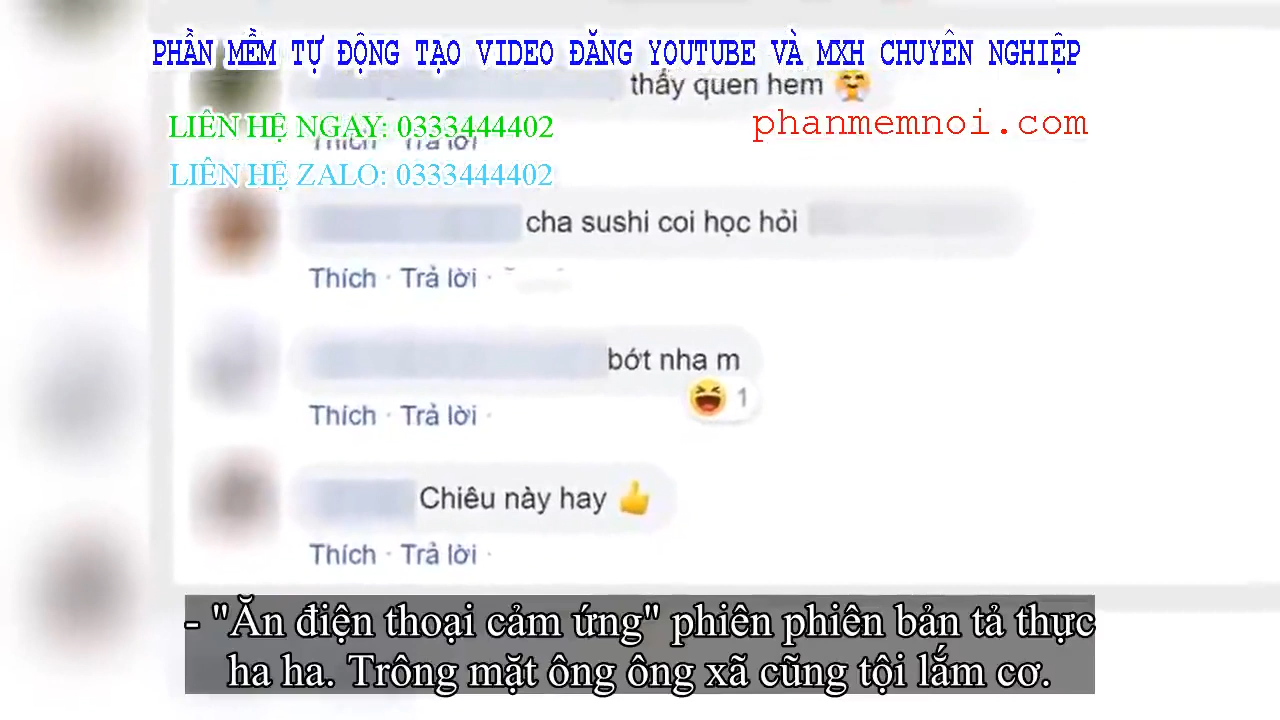 PHẦN MỀM TỰ ĐỘNG TẠO VIDEO ĐĂNG YOUTUBE VÀ MXH CHUYÊN NGHIỆP
thấy quen hem 🤗
LIÊN HỆ NGAY: 0333444402
phanmemnoi.com
Thích · Trả lời
LIÊN HỆ ZALO: 0333444402
cha sushi coi học hỏi
Thích · Trả lời ·
bớt nha m
😆 1
Thích · Trả lời ·
Chiêu này hay 👍
Thích · Trả lời ·
- "Ăn điện thoại cảm ứng" phiên phiên bản tả thực
ha ha. Trông mặt ông ông xã cũng tội lắm cơ.